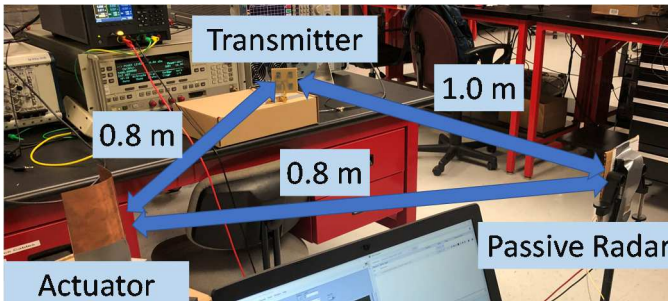 Transmitter
1.0 m
0.8 m
0.8 m
Passive Radar
Actuator